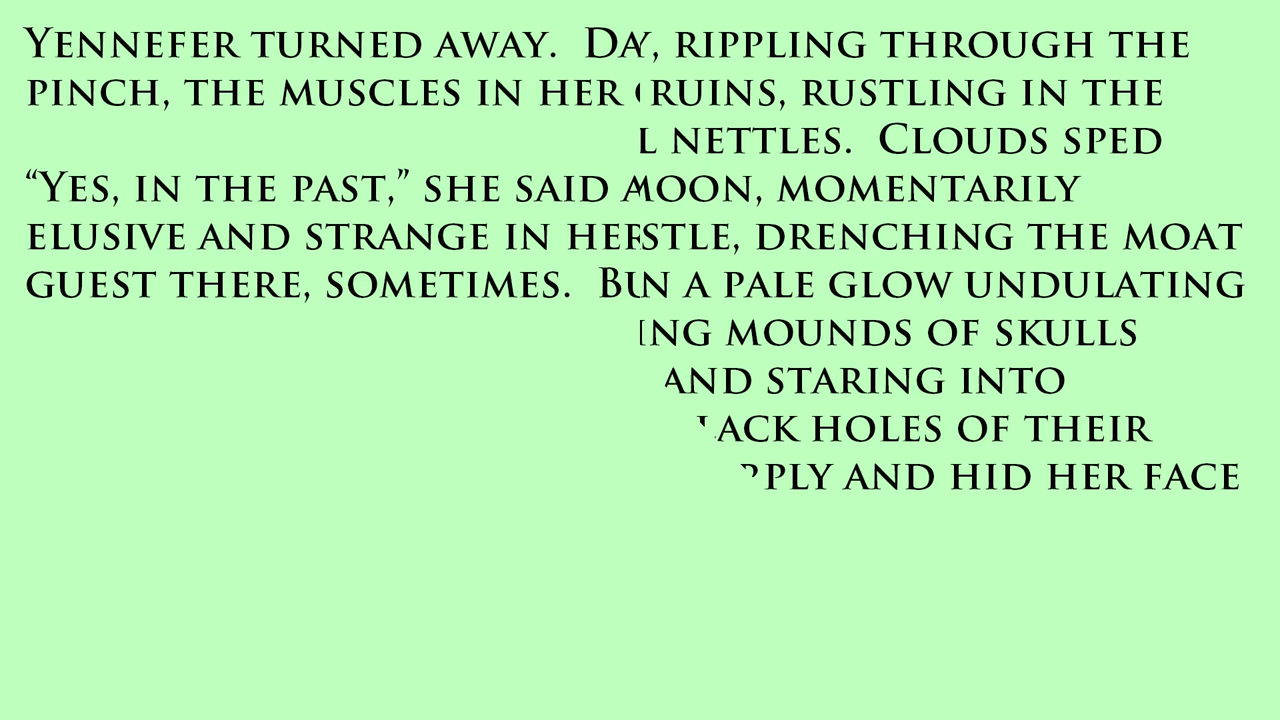 Yennefer turned away. Day, rippling through the
pinch, the muscles in her ruins, rustling in the
l nettles. Clouds sped
“Yes, in the past,” she said moon, momentarily
elusive and strange in her stle, drenching the moat
guest there, sometimes. Bu n a pale glow undulating
ing mounds of skulls
and staring into
ack holes of their
pply and hid her face